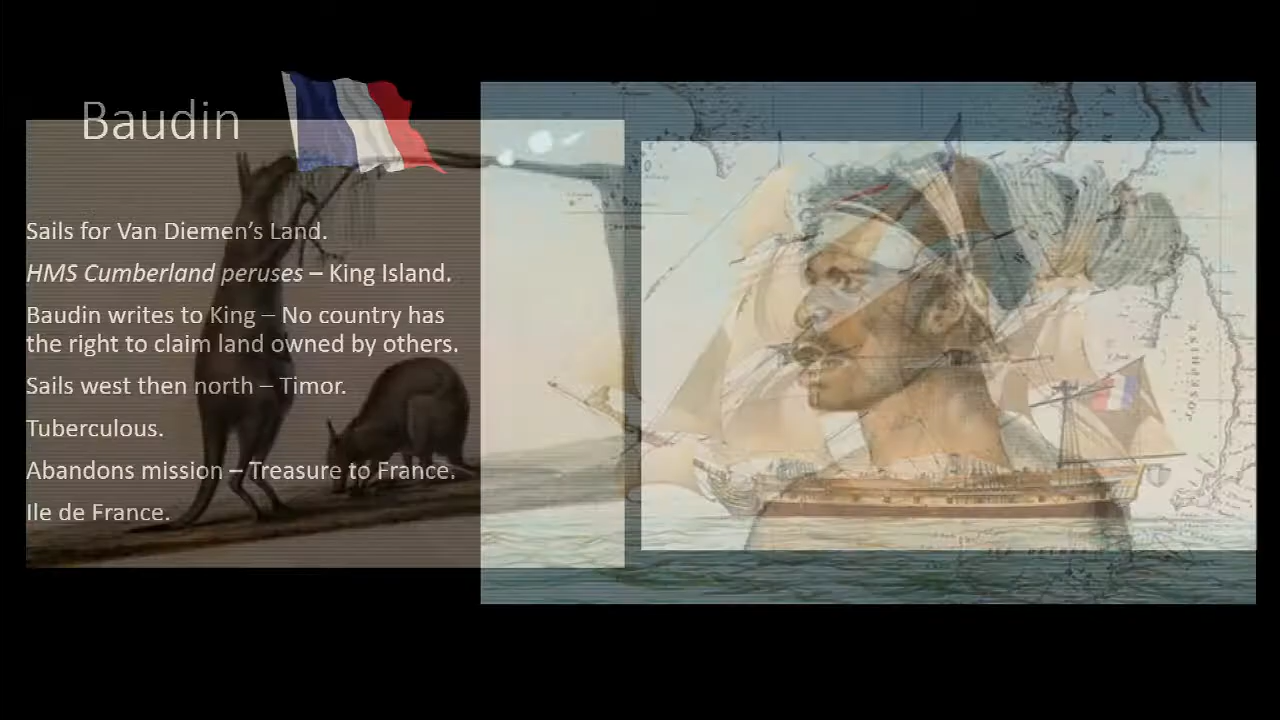 Baudin
Sails for Van Diemen's Land.
HMS Cumberland peruses – King Island.
Baudin writes to King – No country has
the right to claim land owned by others.
Sails west then north – Timor.
Tuberculous.
Abandons mission – Treasure to France.
Ile de France.
JOSEPHINE